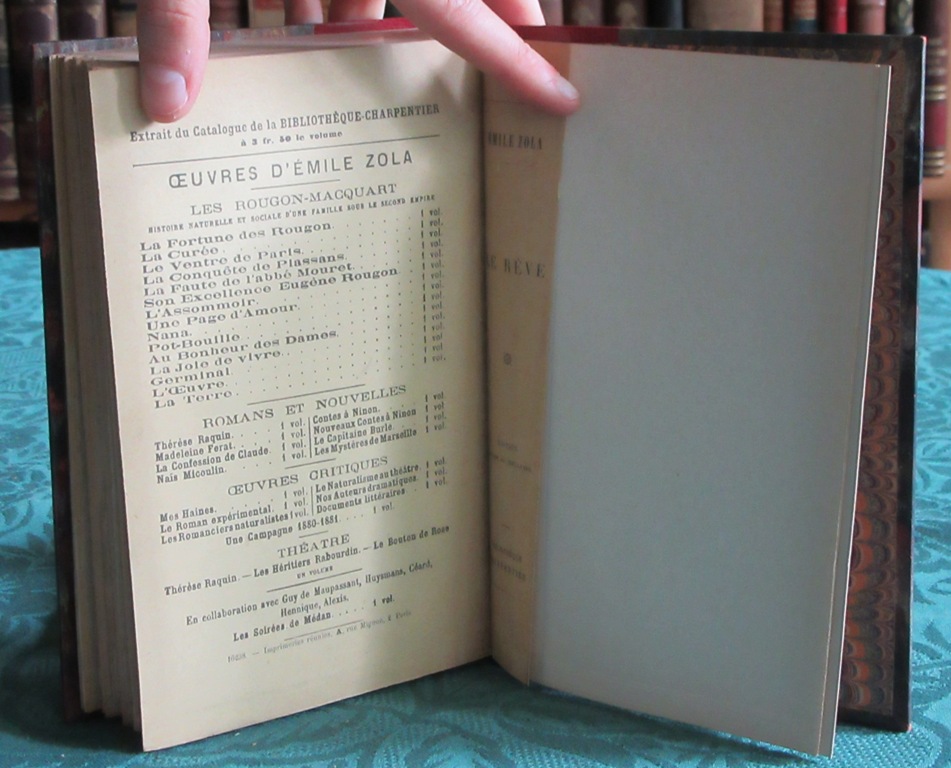 Extrait du Catalogue de la BIBLIOTHÈQUE-CHARPENTIER
à 3 fr. 50 le volume
ŒUVRES D'ÉMILE ZOLA
LES ROUGON-MACQUART
HISTOIRE NATURELLE ET SOCIALE D'UNE FAMILLE SOUS LE SECOND EMPIRE
La Fortune des Rougon. 1 vol.
La Curée. 1 vol.
Le Ventre de Paris. 1 vol.
La Conquête de Plassans. 1 vol.
La Faute de l'abbé Mouret. 1 vol.
Son Excellence Eugène Rougon. 1 vol.
L'Assommoir. 1 vol.
Une Page d'Amour. 1 vol.
Nana. 1 vol.
Pot-Bouille. 1 vol.
Au Bonheur des Dames. 1 vol.
La Joie de vivre. 1 vol.
Germinal. 1 vol.
L'Œuvre. 1 vol.
La Terre. 1 vol.
ROMANS ET NOUVELLES
Thérèse Raquin. 1 vol.
Madeleine Ferat. 1 vol.
La Confession de Claude. 1 vol.
Naïs Micoulin. 1 vol.
Contes à Ninon. 1 vol.
Nouveaux Contes à Ninon 1 vol.
Le Capitaine Burle. 1 vol.
Les Mystères de Marseille 1 vol.
ŒUVRES CRITIQUES
Mes Haines. 1 vol.
Le Roman expérimental. 1 vol.
Les Romanciers naturalistes 1 vol.
Le Naturalisme au théâtre. 1 vol.
Nos Auteurs dramatiques. 1 vol.
Documents littéraires 1 vol.
Une Campagne 1880-1881. 1 vol.
THÉATRE
Thérèse Raquin. — Les Héritiers Rabourdin. — Le Bouton de Rose
UN VOLUME
En collaboration avec Guy de Maupassant, Huysmans, Céard,
Hennique, Alexis.
Les Soirées de Médan. 1 vol.
— Imprimeries réunies, A, rue Mignon, 2, Paris
ÉMILE ZOLA
LE RÊVE